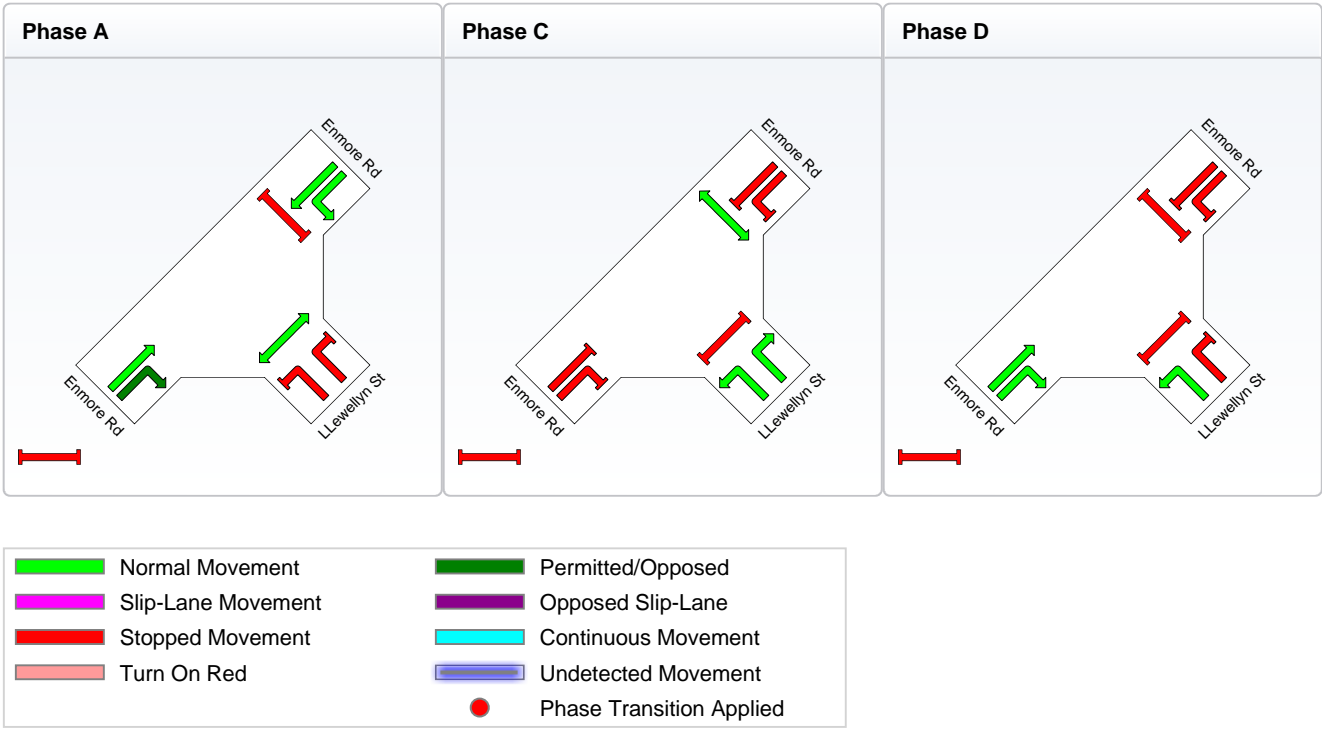 Phase A
Enmore Rd
Enmore Rd
LLewellyn St
Phase C
Enmore Rd
Enmore Rd
LLewellyn St
Phase D
Enmore Rd
Enmore Rd
LLewellyn St
Normal Movement
Slip-Lane Movement
Stopped Movement
Turn On Red
Permitted/Opposed
Opposed Slip-Lane
Continuous Movement
Undetected Movement
Phase Transition Applied